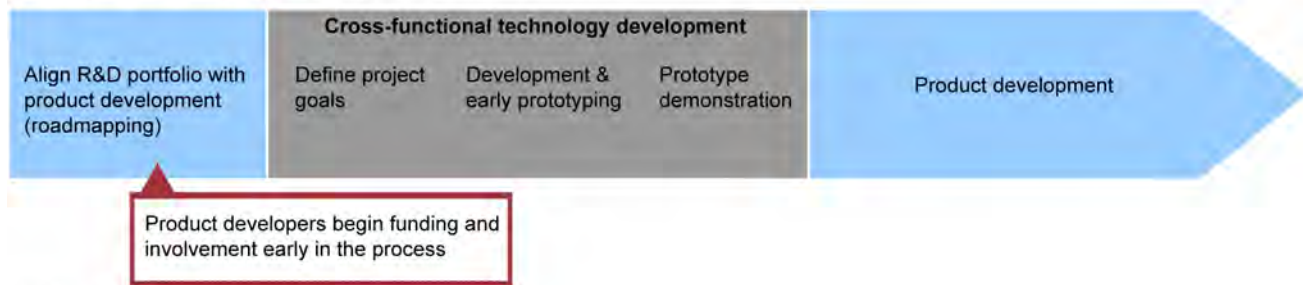 Cross-functional technology development
Align R&D portfolio with
product development
(roadmapping)
Define project
goals
Development &
early prototyping
Prototype
demonstration
Product development
Product developers begin funding and
involvement early in the process